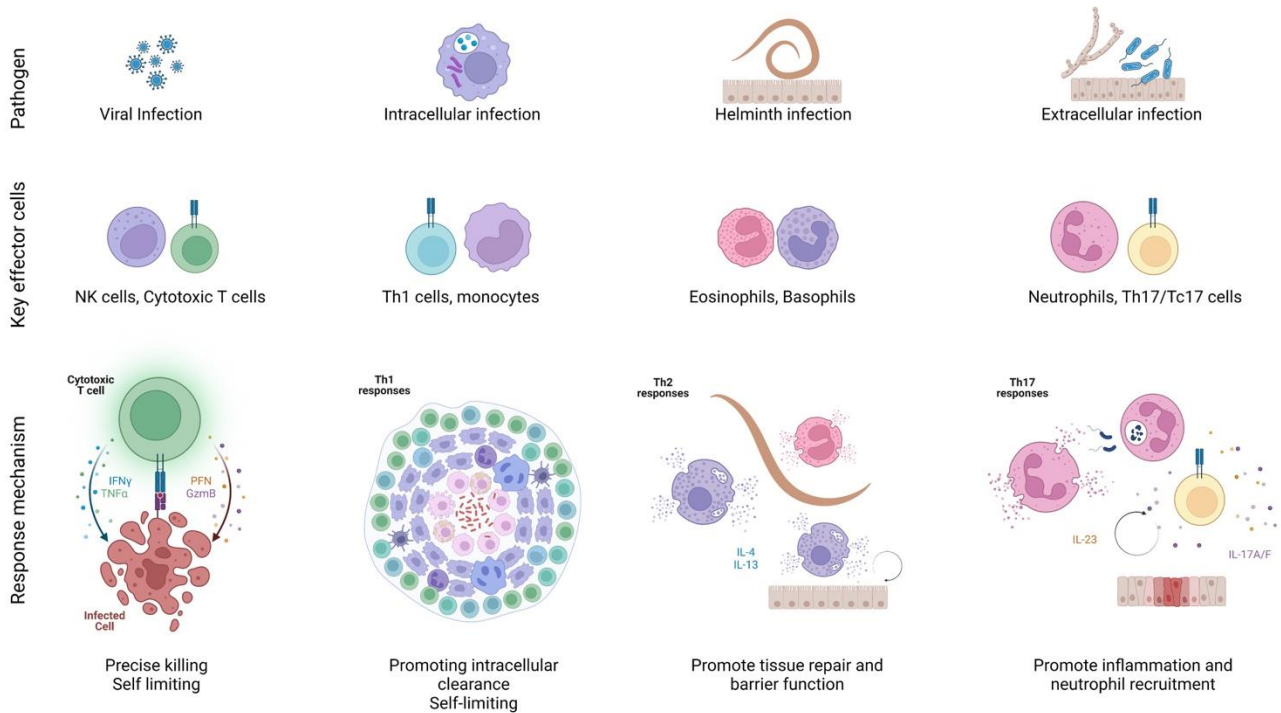 Pathogen
Viral Infection
Intracellular infection
Helminth infection
Extracellular infection
Key effector cells
NK cells, Cytotoxic T cells
Th1 cells, monocytes
Eosinophils, Basophils
Neutrophils, Th17/Tc17 cells
Response mechanism
Cytotoxic
T cell
IFNγ
TNFα
PFN
GzmB
Infected
Cell
Th1
responses
Th2
responses
IL-4
IL-13
Th17
responses
IL-23
IL-17A/F
Precise killing
Self limiting
Promoting intracellular
clearance
Self-limiting
Promote tissue repair and
barrier function
Promote inflammation and
neutrophil recruitment